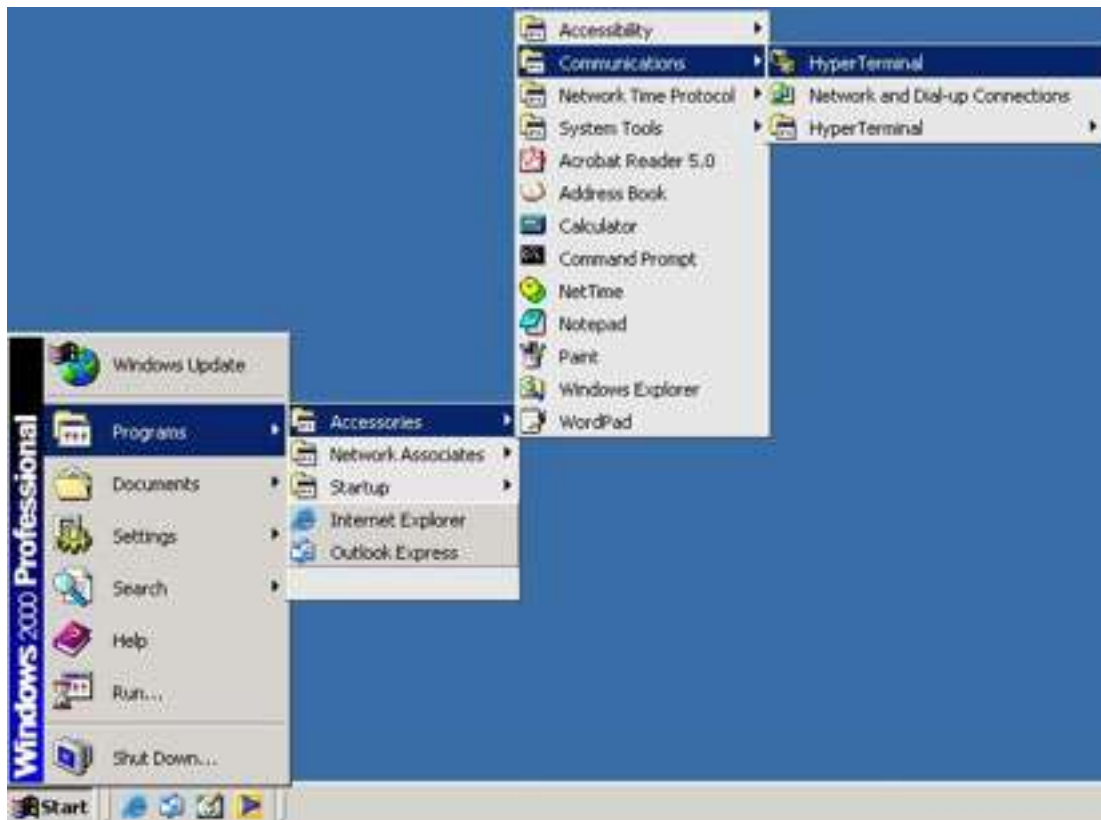 Accessibility
Communications
Network Time Protocol
System Tools
Acrobat Reader 5.0
Address Book
Calculator
Command Prompt
NetTime
Notepad
Paint
Windows Explorer
WordPad
HyperTerminal
Network and Dial-up Connections
HyperTerminal
Windows 2000 Professional
Windows Update
Programs
Documents
Settings
Search
Help
Run...
Shut Down...
Accessories
Network Associates
Startup
Internet Explorer
Outlook Express
Start